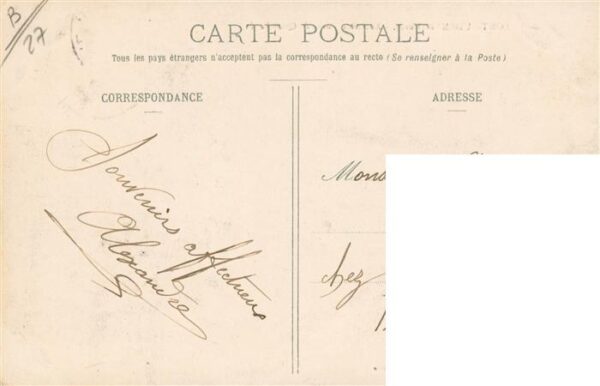 B/27
CARTE POSTALE
Tous les pays étrangers n'acceptent pas la correspondance au recto (Se renseigner à la Poste)
CORRESPONDANCE
ADRESSE
Souvenirs affectueux
Alexandre
chez